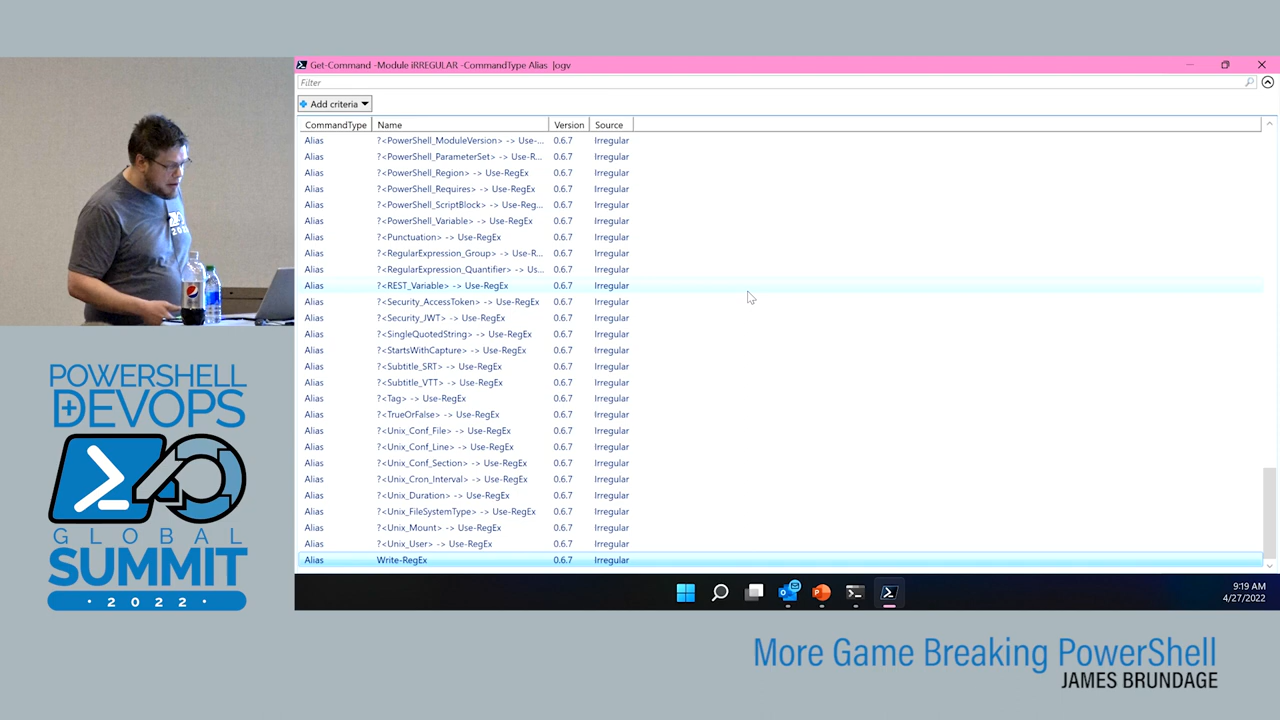 Get-Command -Module iRREGULAR -CommandType Alias |ogv
Filter
Add criteria
CommandType Name Version Source
Alias ?<PowerShell_ModuleVersion> -> Use-... 0.6.7 Irregular
Alias ?<PowerShell_ParameterSet> -> Use-R... 0.6.7 Irregular
Alias ?<PowerShell_Region> -> Use-RegEx 0.6.7 Irregular
Alias ?<PowerShell_Requires> -> Use-RegEx 0.6.7 Irregular
Alias ?<PowerShell_ScriptBlock> -> Use-Reg... 0.6.7 Irregular
Alias ?<PowerShell_Variable> -> Use-RegEx 0.6.7 Irregular
Alias ?<Punctuation> -> Use-RegEx 0.6.7 Irregular
Alias ?<RegularExpression_Group> -> Use-R... 0.6.7 Irregular
Alias ?<RegularExpression_Quantifier> -> Us... 0.6.7 Irregular
Alias ?<REST_Variable> -> Use-RegEx 0.6.7 Irregular
Alias ?<Security_AccessToken> -> Use-RegEx 0.6.7 Irregular
Alias ?<Security_JWT> -> Use-RegEx 0.6.7 Irregular
Alias ?<SingleQuotedString> -> Use-RegEx 0.6.7 Irregular
Alias ?<StartsWithCapture> -> Use-RegEx 0.6.7 Irregular
Alias ?<Subtitle_SRT> -> Use-RegEx 0.6.7 Irregular
Alias ?<Subtitle_VTT> -> Use-RegEx 0.6.7 Irregular
Alias ?<Tag> -> Use-RegEx 0.6.7 Irregular
Alias ?<TrueOrFalse> -> Use-RegEx 0.6.7 Irregular
Alias ?<Unix_Conf_File> -> Use-RegEx 0.6.7 Irregular
Alias ?<Unix_Conf_Line> -> Use-RegEx 0.6.7 Irregular
Alias ?<Unix_Conf_Section> -> Use-RegEx 0.6.7 Irregular
Alias ?<Unix_Cron_Interval> -> Use-RegEx 0.6.7 Irregular
Alias ?<Unix_Duration> -> Use-RegEx 0.6.7 Irregular
Alias ?<Unix_FileSystemType> -> Use-RegEx 0.6.7 Irregular
Alias ?<Unix_Mount> -> Use-RegEx 0.6.7 Irregular
Alias ?<Unix_User> -> Use-RegEx 0.6.7 Irregular
Alias Write-RegEx 0.6.7 Irregular
9:19 AM
4/27/2022
POWERSHELL
DEVOPS
GLOBAL
SUMMIT
· 2022 ·
More Game Breaking PowerShell
JAMES BRUNDAGE